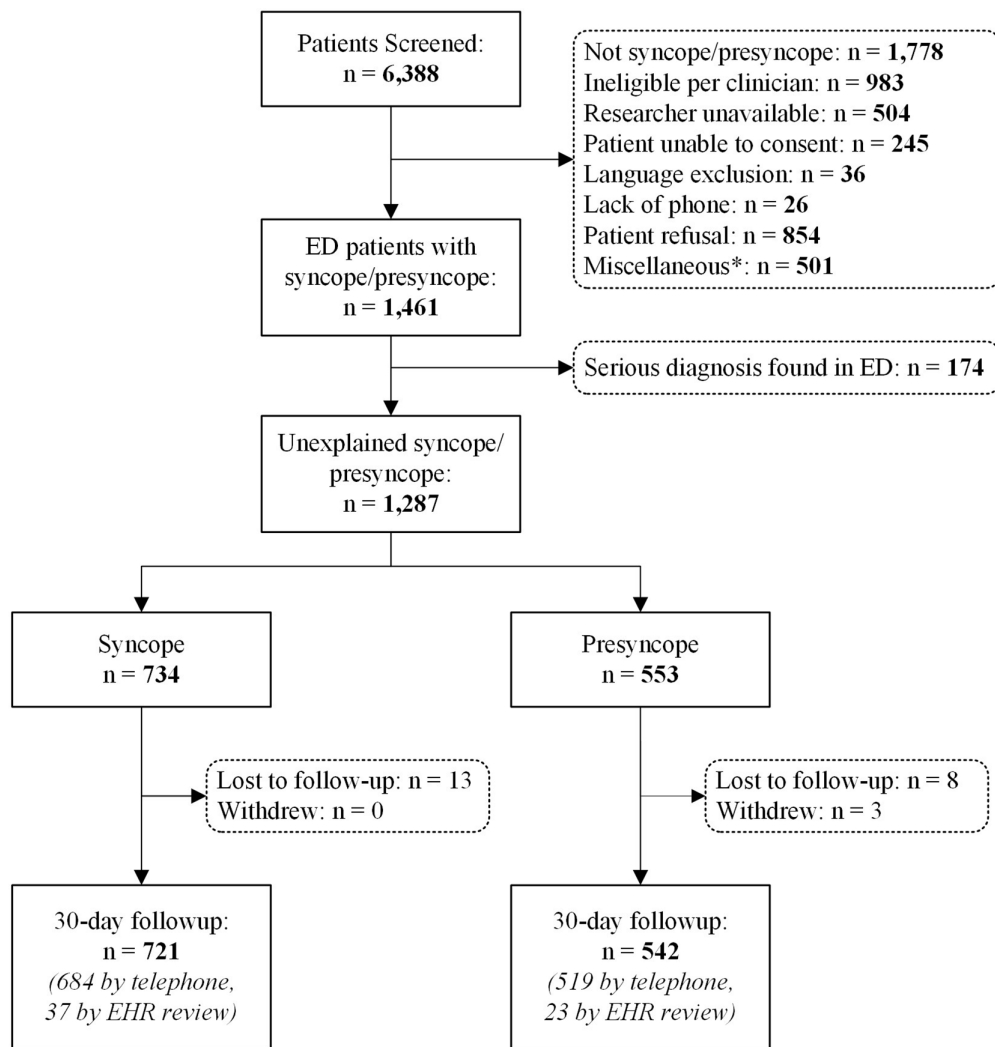 Patients Screened:
n = 6,388
Not syncope/presyncope: n = 1,778
Ineligible per clinician: n = 983
Researcher unavailable: n = 504
Patient unable to consent: n = 245
Language exclusion: n = 36
Lack of phone: n = 26
Patient refusal: n = 854
Miscellaneous*: n = 501
ED patients with
syncope/presyncope:
n = 1,461
Serious diagnosis found in ED: n = 174
Unexplained syncope/
presyncope:
n = 1,287
Syncope
n = 734
Presyncope
n = 553
Lost to follow-up: n = 13
Withdrew: n = 0
Lost to follow-up: n = 8
Withdrew: n = 3
30-day followup:
n = 721
(684 by telephone,
37 by EHR review)
30-day followup:
n = 542
(519 by telephone,
23 by EHR review)